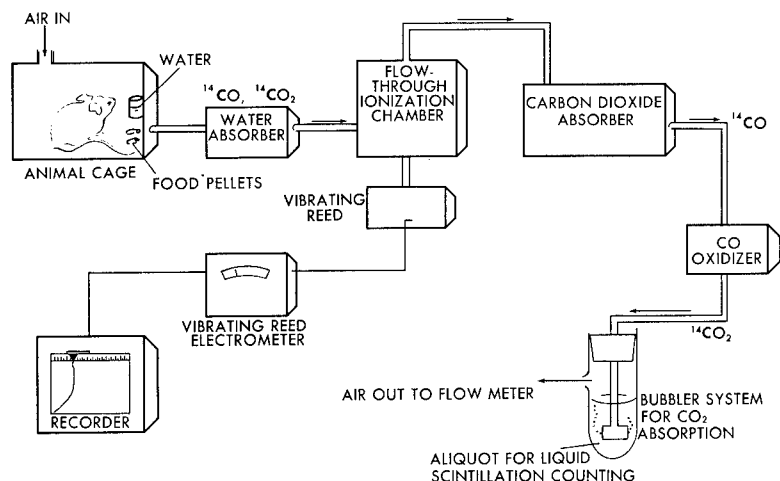 AIR IN
WATER
¹⁴CO, ¹⁴CO₂
WATER
ABSORBER
FLOW-
THROUGH
IONIZATION
CHAMBER
CARBON DIOXIDE
ABSORBER
¹⁴CO
ANIMAL CAGE
FOOD PELLETS
VIBRATING
REED
CO
OXIDIZER
VIBRATING REED
ELECTROMETER
¹⁴CO₂
RECORDER
AIR OUT TO FLOW METER
BUBBLER SYSTEM
FOR CO₂
ABSORPTION
ALIQUOT FOR LIQUID
SCINTILLATION COUNTING